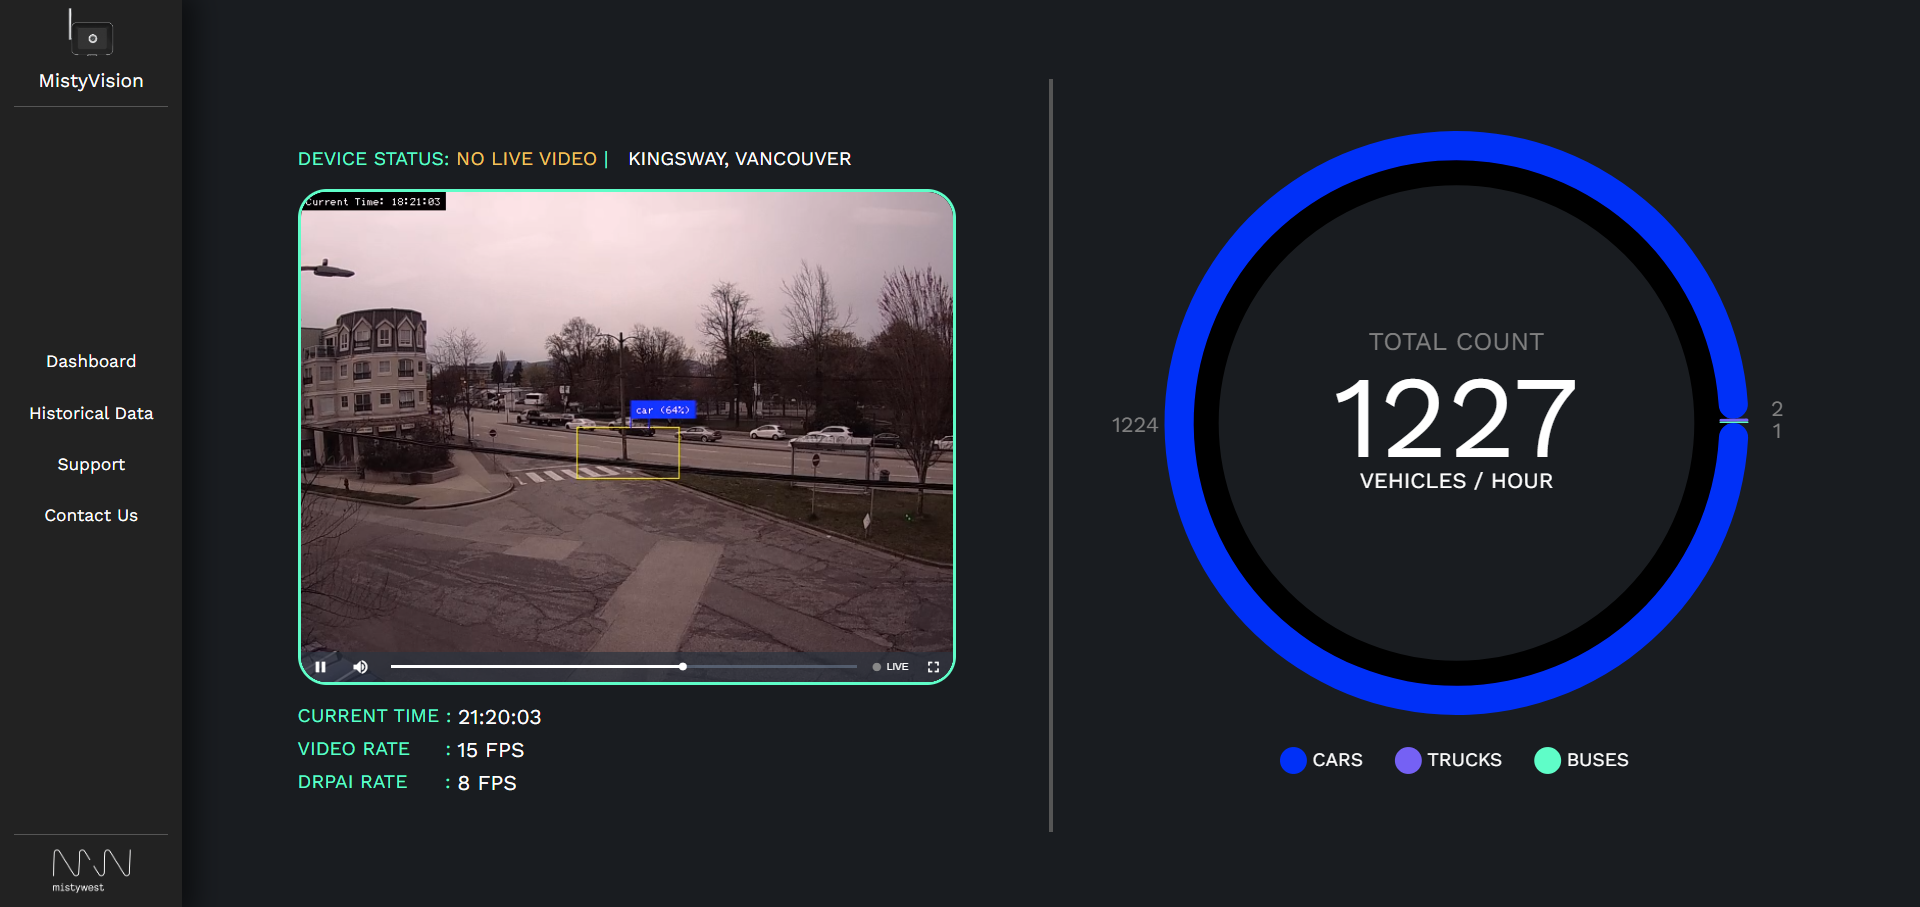 MistyVision
Dashboard
Historical Data
Support
Contact Us
mistywest
DEVICE STATUS: NO LIVE VIDEO | KINGSWAY, VANCOUVER
Current Time: 18:21:03
car (64%)
LIVE
CURRENT TIME : 21:20:03
VIDEO RATE : 15 FPS
DRPAI RATE : 8 FPS
TOTAL COUNT
1227
VEHICLES / HOUR
1224
2
1
CARS TRUCKS BUSES